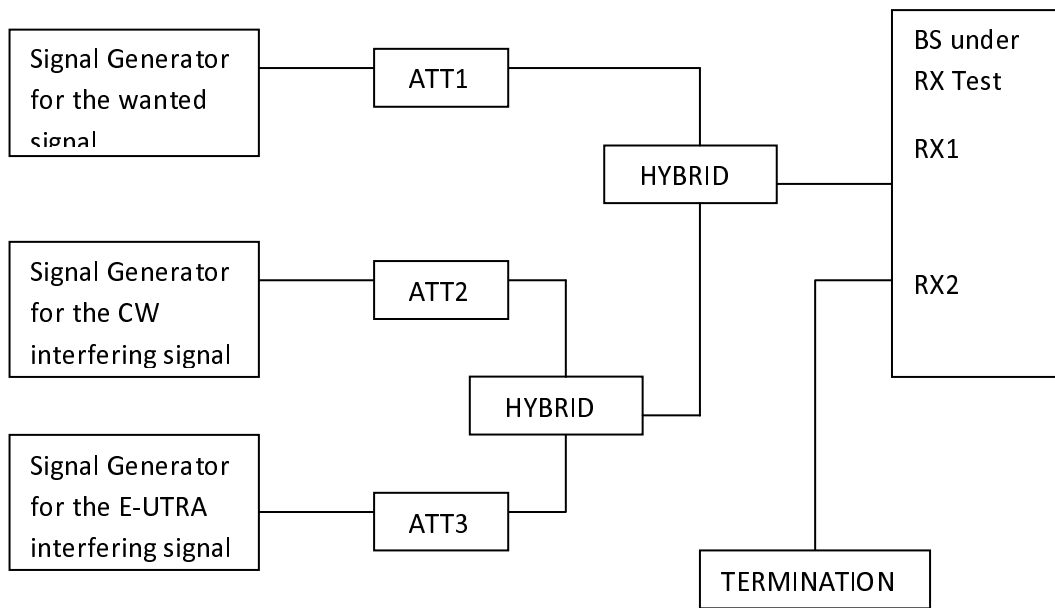 Signal Generator
for the wanted
signal
ATT1
HYBRID
BS under
RX Test
RX1
RX2
Signal Generator
for the CW
interfering signal
ATT2
HYBRID
Signal Generator
for the E-UTRA
interfering signal
ATT3
TERMINATION